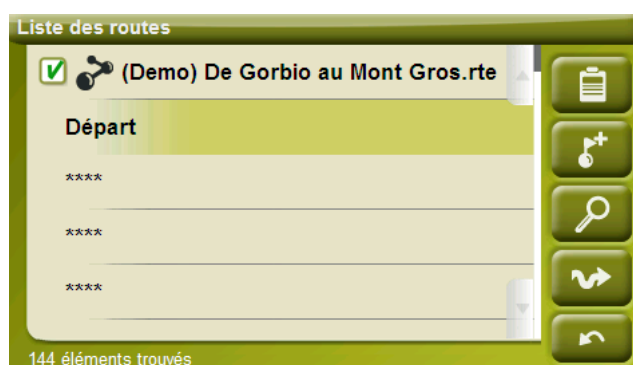 Liste des routes
(Demo) De Gorbio au Mont Gros.rte
Départ
****
****
****
144 éléments trouvés